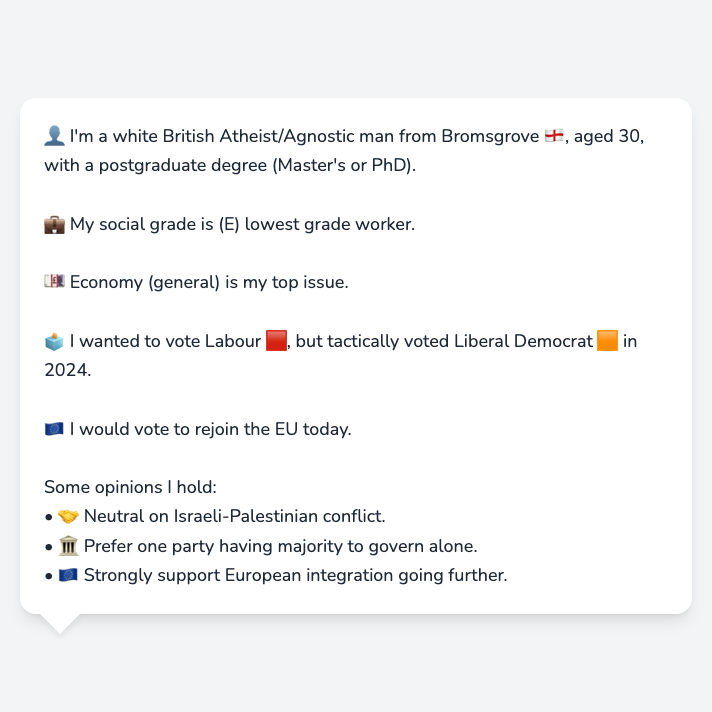 👤 I'm a white British Atheist/Agnostic man from Bromsgrove 🏴󠁧󠁢󠁥󠁮󠁧󠁿, aged 30,
with a postgraduate degree (Master's or PhD).
💼 My social grade is (E) lowest grade worker.
💷 Economy (general) is my top issue.
🗳️ I wanted to vote Labour 🟥, but tactically voted Liberal Democrat 🟧 in
2024.
🇪🇺 I would vote to rejoin the EU today.
Some opinions I hold:
• 🤝 Neutral on Israeli-Palestinian conflict.
• 🏛️ Prefer one party having majority to govern alone.
• 🇪🇺 Strongly support European integration going further.